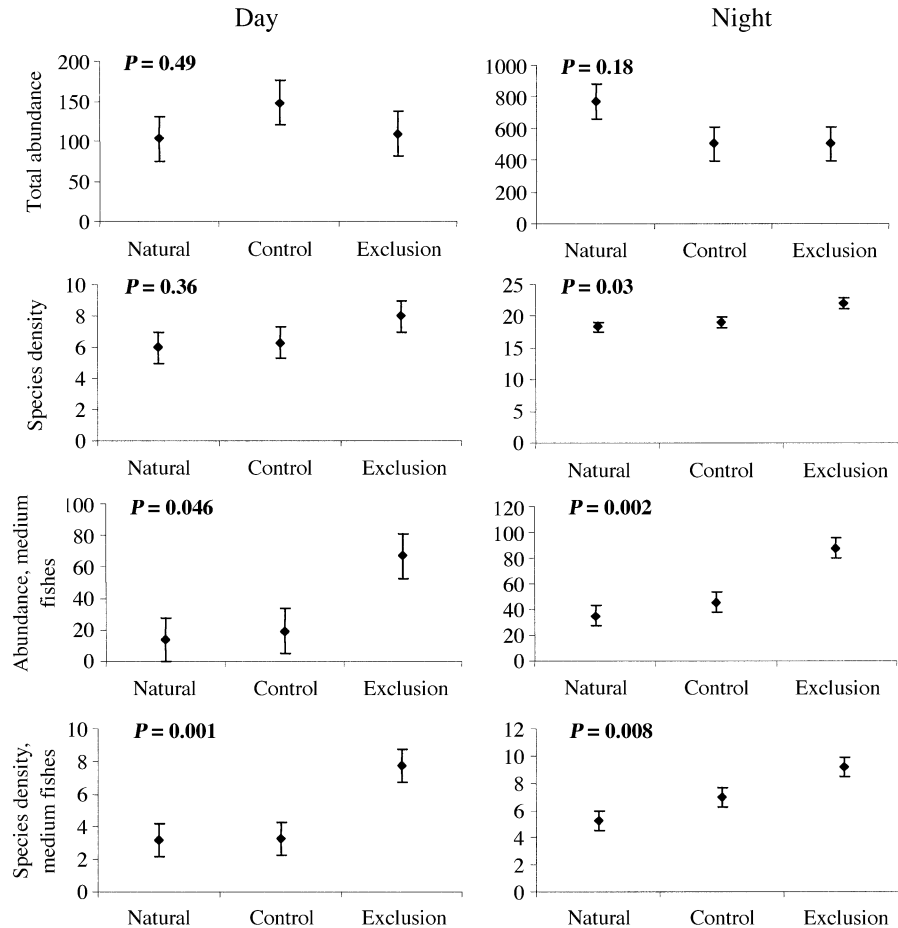 Day
Night
Total abundance
P = 0.49
200
150
100
50
0
Natural
Control
Exclusion
P = 0.18
1000
800
600
400
200
0
Natural
Control
Exclusion
Species density
P = 0.36
10
8
6
4
2
0
Natural
Control
Exclusion
P = 0.03
25
20
15
10
5
0
Natural
Control
Exclusion
Abundance, medium
fishes
P = 0.046
100
80
60
40
20
0
Natural
Control
Exclusion
P = 0.002
120
100
80
60
40
20
0
Natural
Control
Exclusion
Species density,
medium fishes
P = 0.001
10
8
6
4
2
0
Natural
Control
Exclusion
P = 0.008
12
10
8
6
4
2
0
Natural
Control
Exclusion